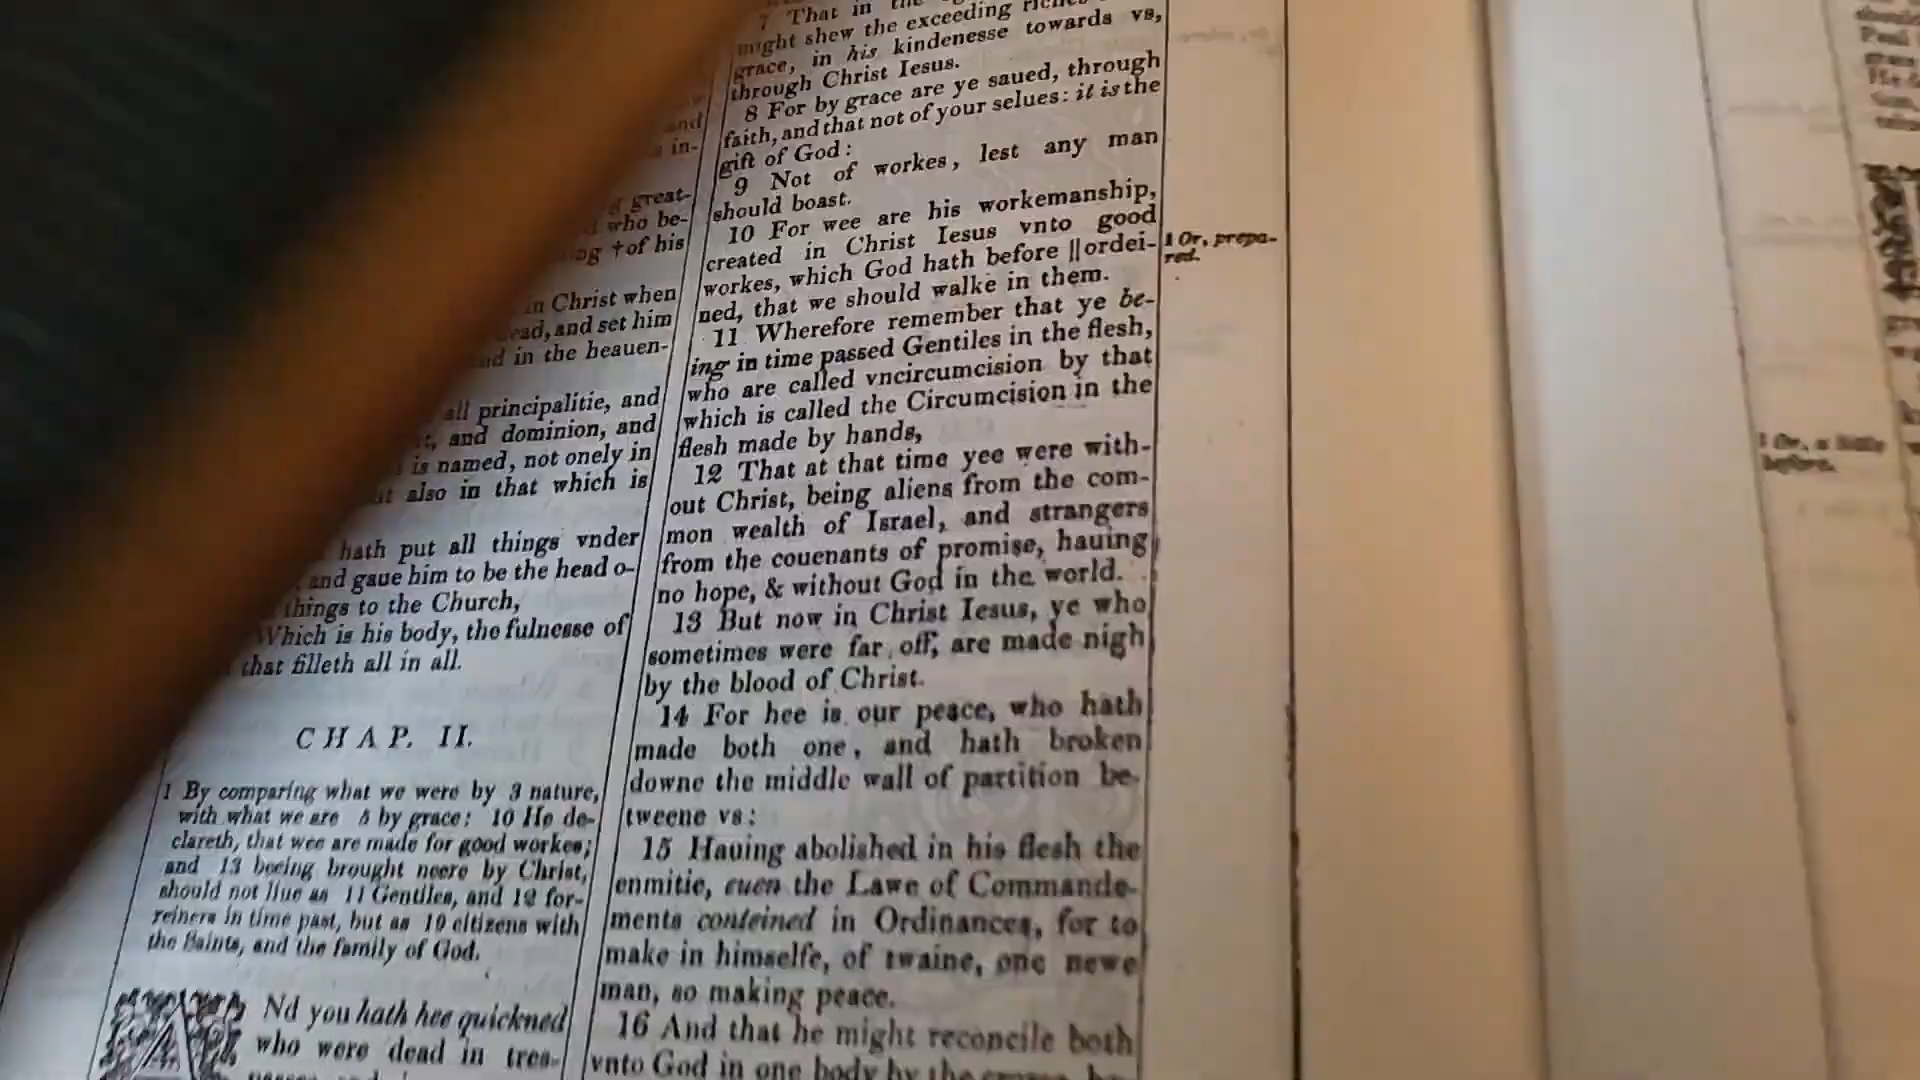 and
in-
great-
who be-
†of his
in Christ when
and set him
in the heauen-
all principalitie, and
and dominion, and
is named, not onely in
also in that which is
hath put all things vnder
and gaue him to be the head o-
things to the Church,
Which is his body, the fulnesse of
that filleth all in all.
CHAP. II.
1 By comparing what we were by 3 nature,
with what we are 5 by grace: 10 He de-
clareth, that wee are made for good workes;
and 13 beeing brought neere by Christ,
should not liue as 11 Gentiles, and 12 for-
reiners in time past, but as 19 citizens with
the Saints, and the family of God.
ANd you hath hee quickned
who were dead in tres-
7 That in the
might shew the exceeding riches
grace, in his kindenesse towards vs,
through Christ Iesus.
8 For by grace are ye saued, through
faith, and that not of your selues: it is the
gift of God:
9 Not of workes, lest any man
should boast.
10 For wee are his workemanship,
created in Christ Iesus vnto good
workes, which God hath before ||ordei-
ned, that we should walke in them.
11 Wherefore remember that ye be-
ing in time passed Gentiles in the flesh,
who are called vncircumcision by that
which is called the Circumcision in the
flesh made by hands,
12 That at that time yee were with-
out Christ, being aliens from the com-
mon wealth of Israel, and strangers
from the couenants of promise, hauing
no hope, & without God in the world.
13 But now in Christ Iesus, ye who
sometimes were far off, are made nigh
by the blood of Christ.
14 For hee is our peace, who hath
made both one, and hath broken
downe the middle wall of partition be-
tweene vs:
15 Hauing abolished in his flesh the
enmitie, euen the Lawe of Commande-
ments conteined in Ordinances, for to
make in himselfe, of twaine, one newe
man, so making peace.
16 And that he might reconcile both
vnto God in one body by the
|| Or, prepa-
red.
|| Or, a little
before.
Paul